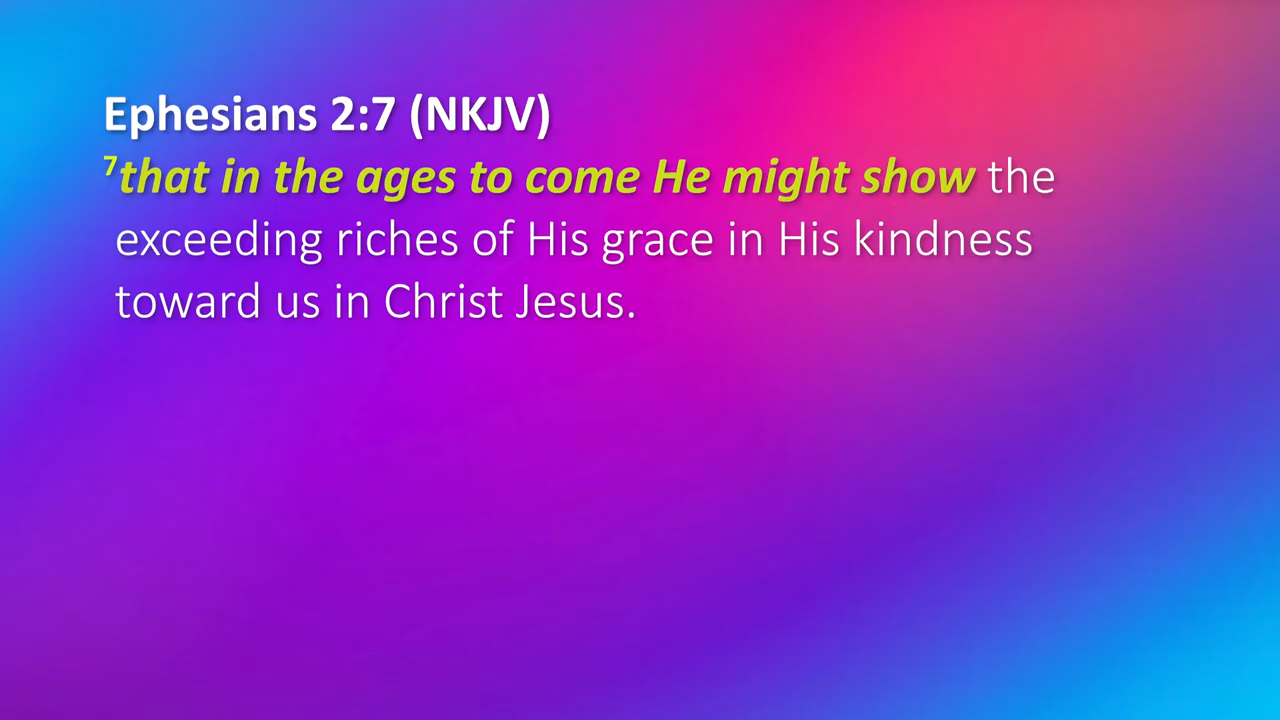 Ephesians 2:7 (NKJV)
⁷that in the ages to come He might show the
exceeding riches of His grace in His kindness
toward us in Christ Jesus.